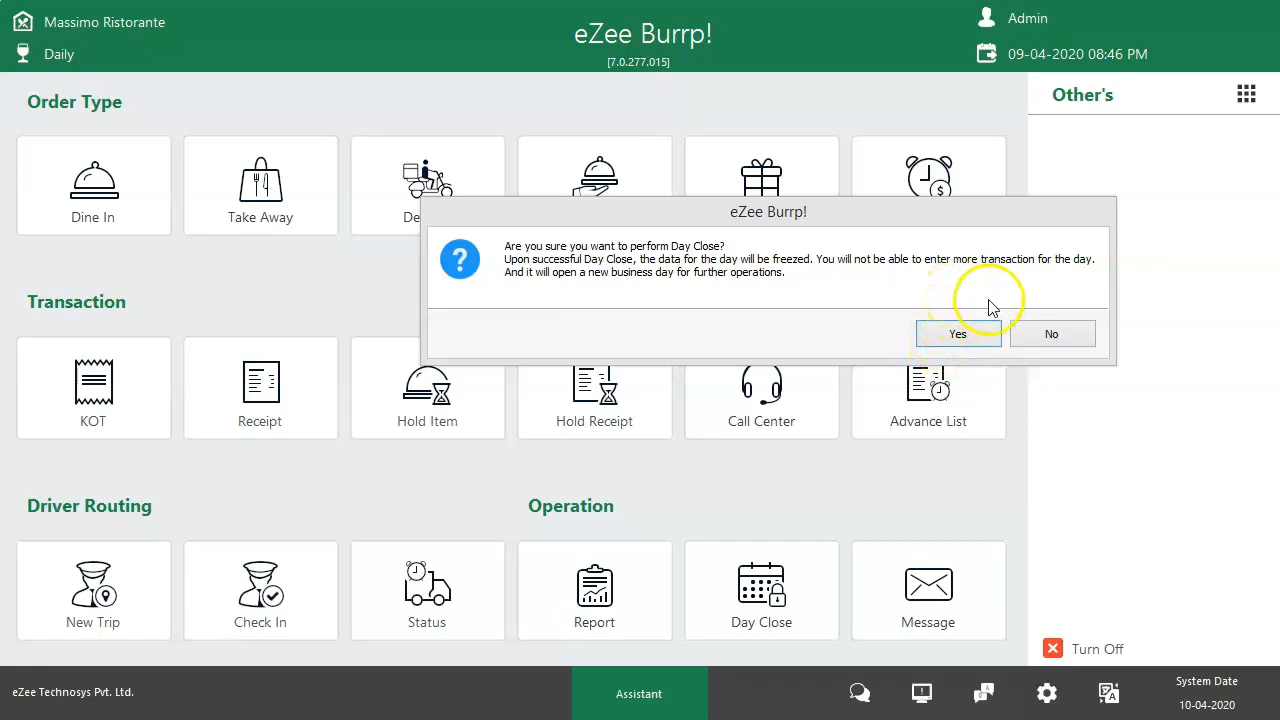 Massimo Ristorante
Daily
eZee Burrp!
[7.0.277.015]
Admin
09-04-2020 08:46 PM
Order Type
Other's
Dine In
Take Away
De
eZee Burrp!
Are you sure you want to perform Day Close?
Upon successful Day Close, the data for the day will be freezed. You will not be able to enter more transaction for the day.
And it will open a new business day for further operations.
Yes
No
Transaction
KOT
Receipt
Hold Item
Hold Receipt
Call Center
Advance List
Driver Routing
Operation
New Trip
Check In
Status
Report
Day Close
Message
Turn Off
eZee Technosys Pvt. Ltd.
Assistant
System Date
10-04-2020